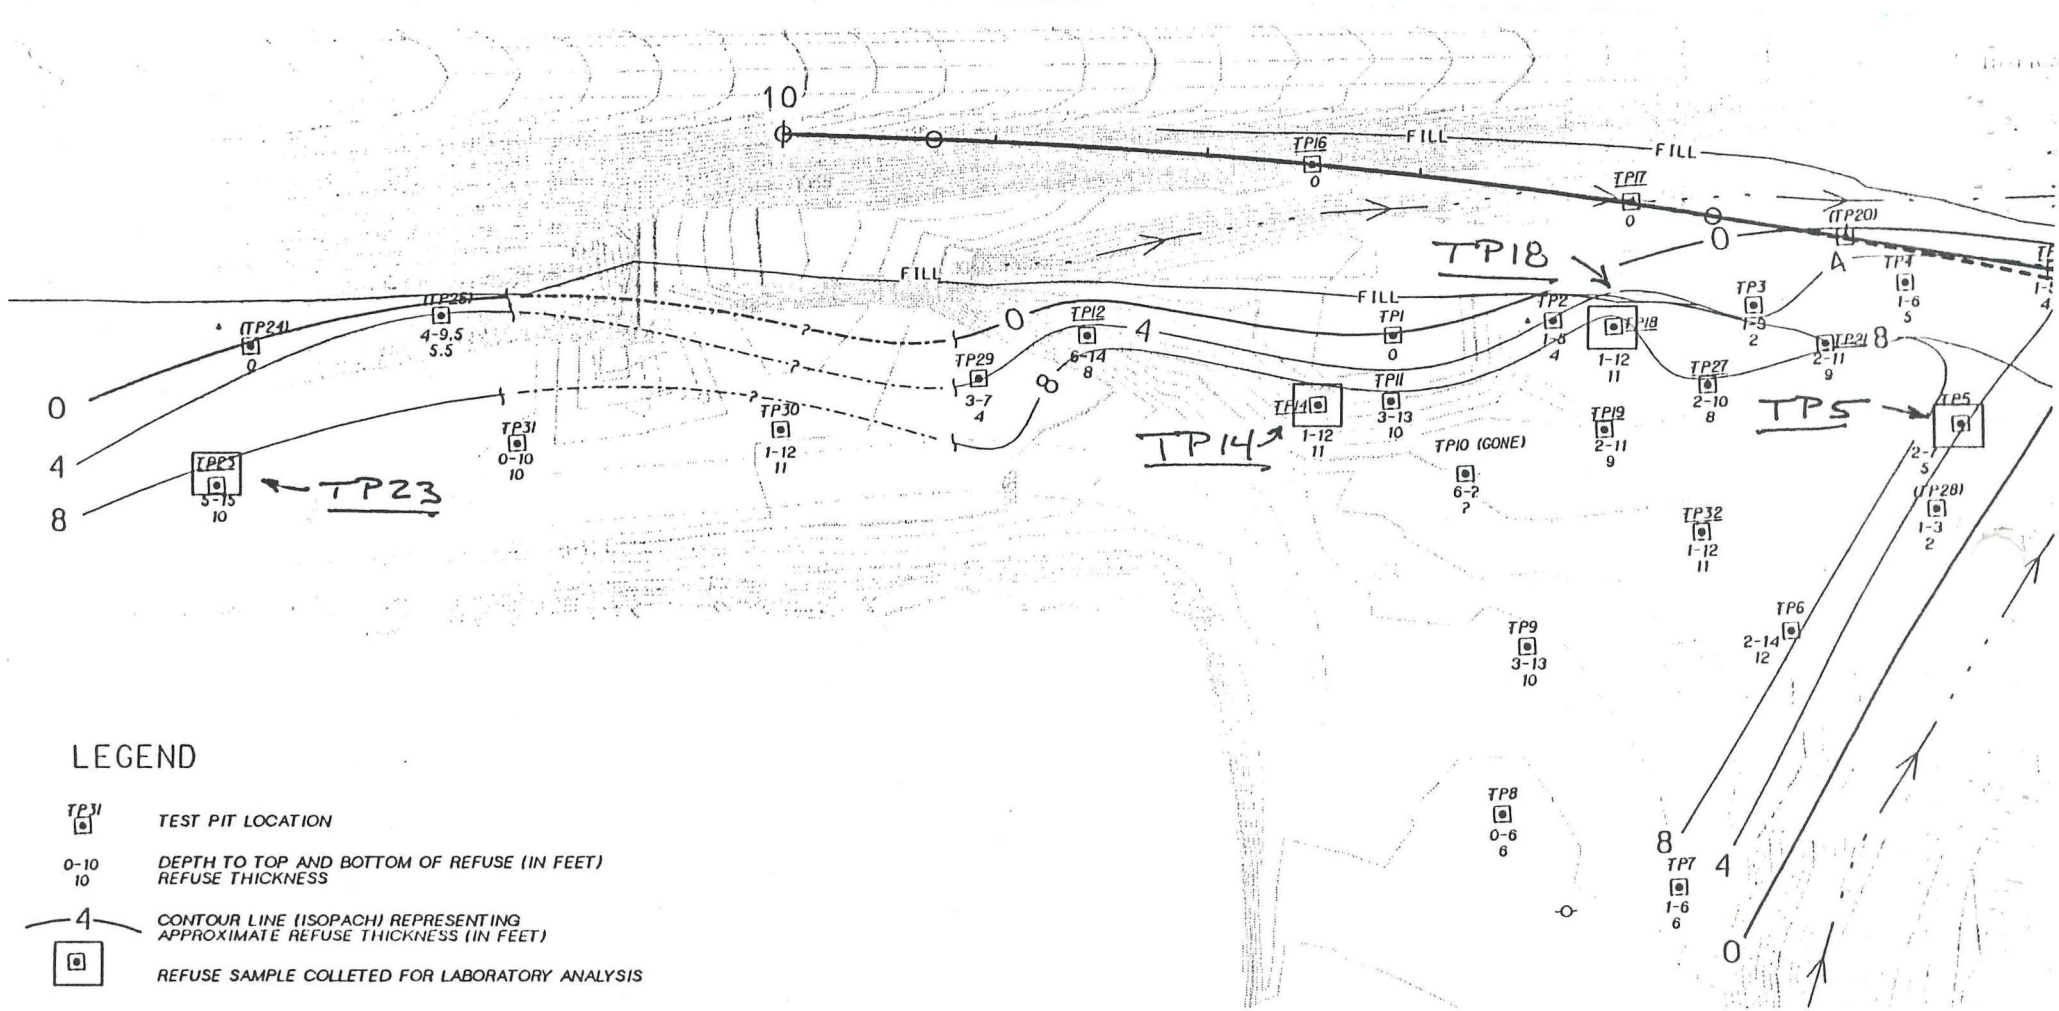 10
FILL
FILL
TP16
0
TP17
0
(TP20)
0
TP18
4
TP4
1-6
5
FILL
FILL
TP3
1-9
2
TP2
1-5
4
TP18
1-12
11
TP21
2-11
9
8
0
TP12
4
6-14
8
TP1
0
4-9.5
5.5
(TP24)
0
TP29
3-7
4
8
TP11
3-13
10
TP14
1-12
11
TP14
TP27
2-10
8
TP5
TP5
5
TP19
2-11
9
TP10 (GONE)
6-?
?
0
4
8
5-15
10
TP23
TP31
0-10
10
?
?
?
TP30
1-12
11
TP32
1-12
11
(TP28)
1-3
2
TP6
2-14
12
TP9
3-13
10
TP8
0-6
6
8
4
TP7
1-6
6
0
LEGEND
TP31
TEST PIT LOCATION
0-10
10
DEPTH TO TOP AND BOTTOM OF REFUSE (IN FEET)
REFUSE THICKNESS
4
CONTOUR LINE (ISOPACH) REPRESENTING
APPROXIMATE REFUSE THICKNESS (IN FEET)
REFUSE SAMPLE COLLETED FOR LABORATORY ANALYSIS